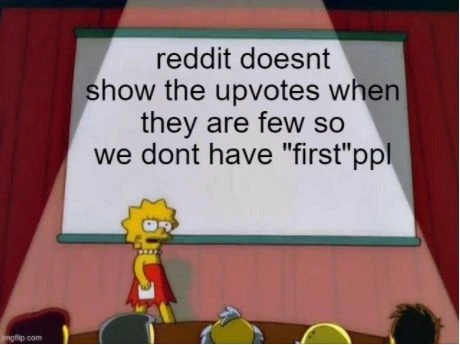 reddit doesnt
show the upvotes when
they are few so
we dont have "first"ppl
imgflip.com